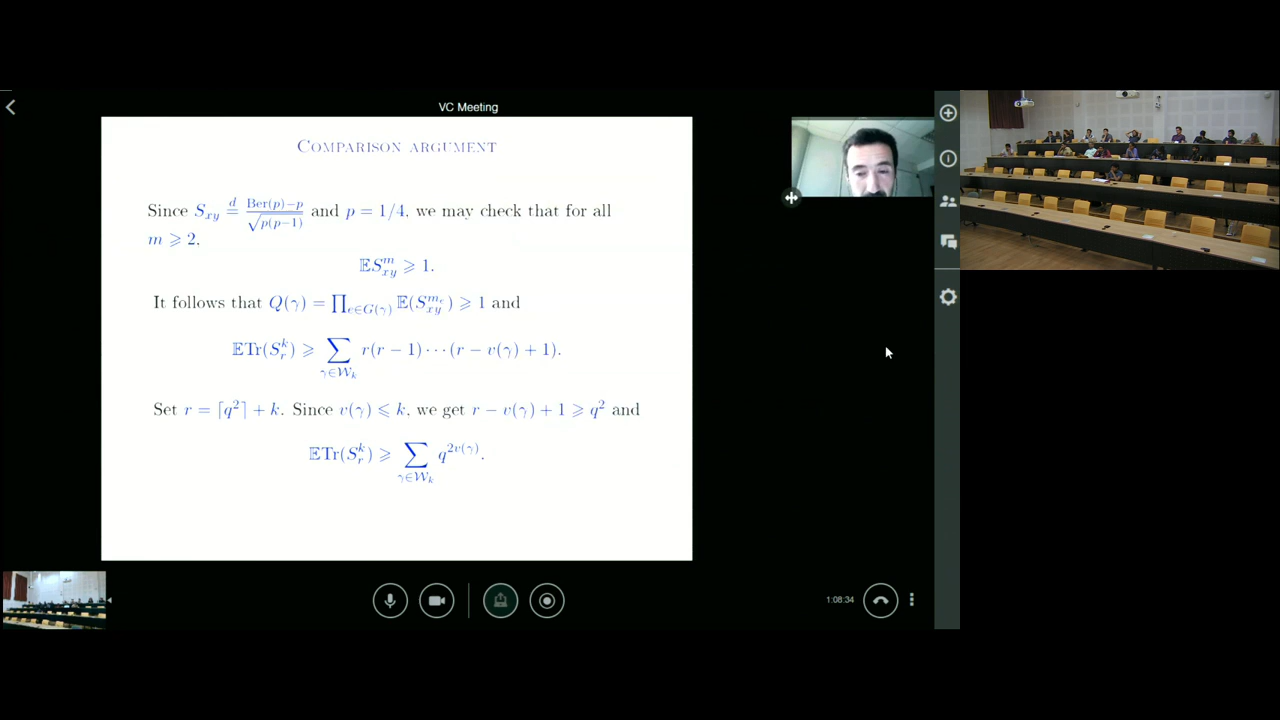 VC Meeting
COMPARISON ARGUMENT
Since $S_{xy} \stackrel{d}{=} \frac{\mathrm{Ber}(p)-p}{\sqrt{p(p-1)}}$ and $p = 1/4$, we may check that for all
$m \geqslant 2$,
$\mathbb{E}S_{xy}^m \geqslant 1.$
It follows that $Q(\gamma) = \prod_{e \in G(\gamma)} \mathbb{E}(S_{xy}^{m_e}) \geqslant 1$ and
$\mathbb{E}\mathrm{Tr}(S_r^k) \geqslant \sum_{\gamma \in \mathcal{W}_k} r(r-1)\cdots(r-v(\gamma)+1).$
Set $r = \lceil q^2 \rceil + k$. Since $v(\gamma) \leqslant k$, we get $r - v(\gamma) + 1 \geqslant q^2$ and
$\mathbb{E}\mathrm{Tr}(S_r^k) \geqslant \sum_{\gamma \in \mathcal{W}_k} q^{2v(\gamma)}.$
1:08:34